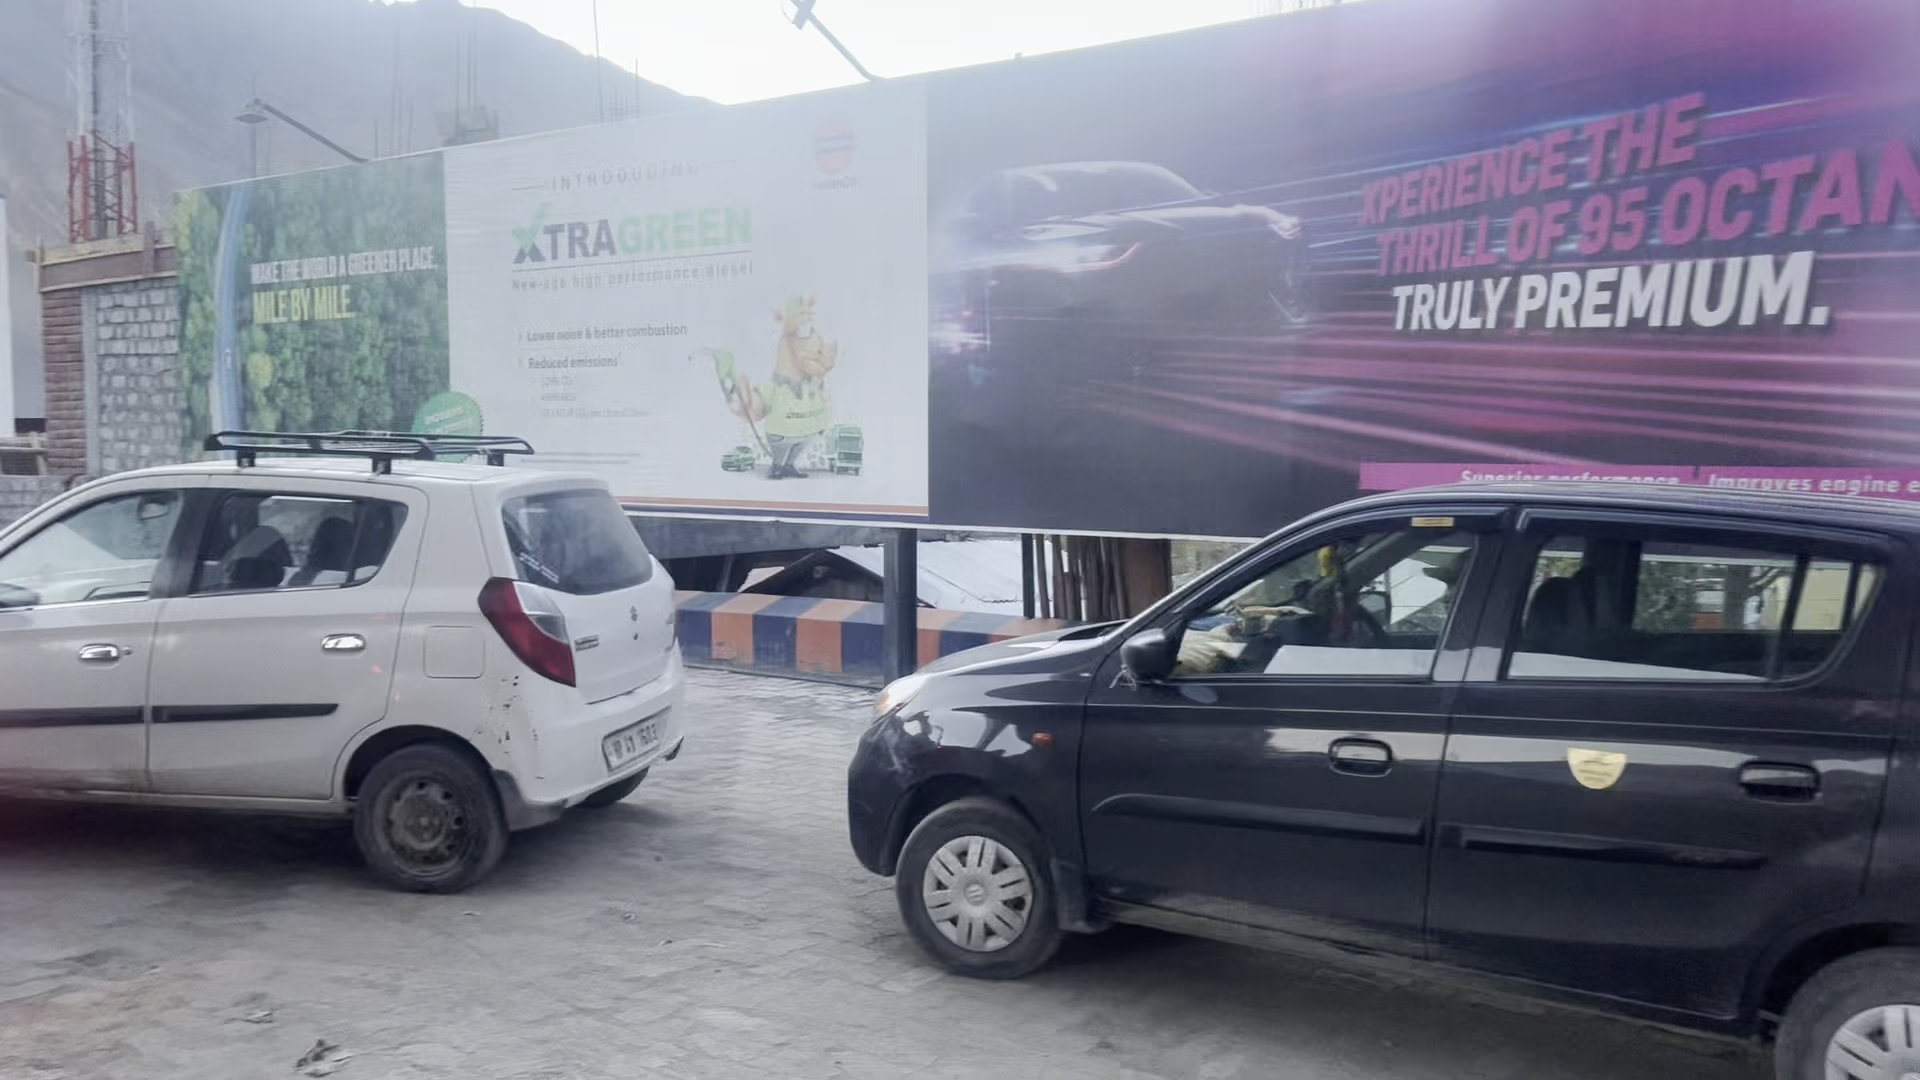 MAKE THE WORLD A GREENER PLACE,
MILE BY MILE.
INTRODUCING
XTRAGREEN
New-age high performance diesel
Lower noise & better combustion
Reduced emissions
XTRAGREEN
XPERIENCE THE
THRILL OF 95 OCTAN
TRULY PREMIUM.
Superior performance | Improves engine e